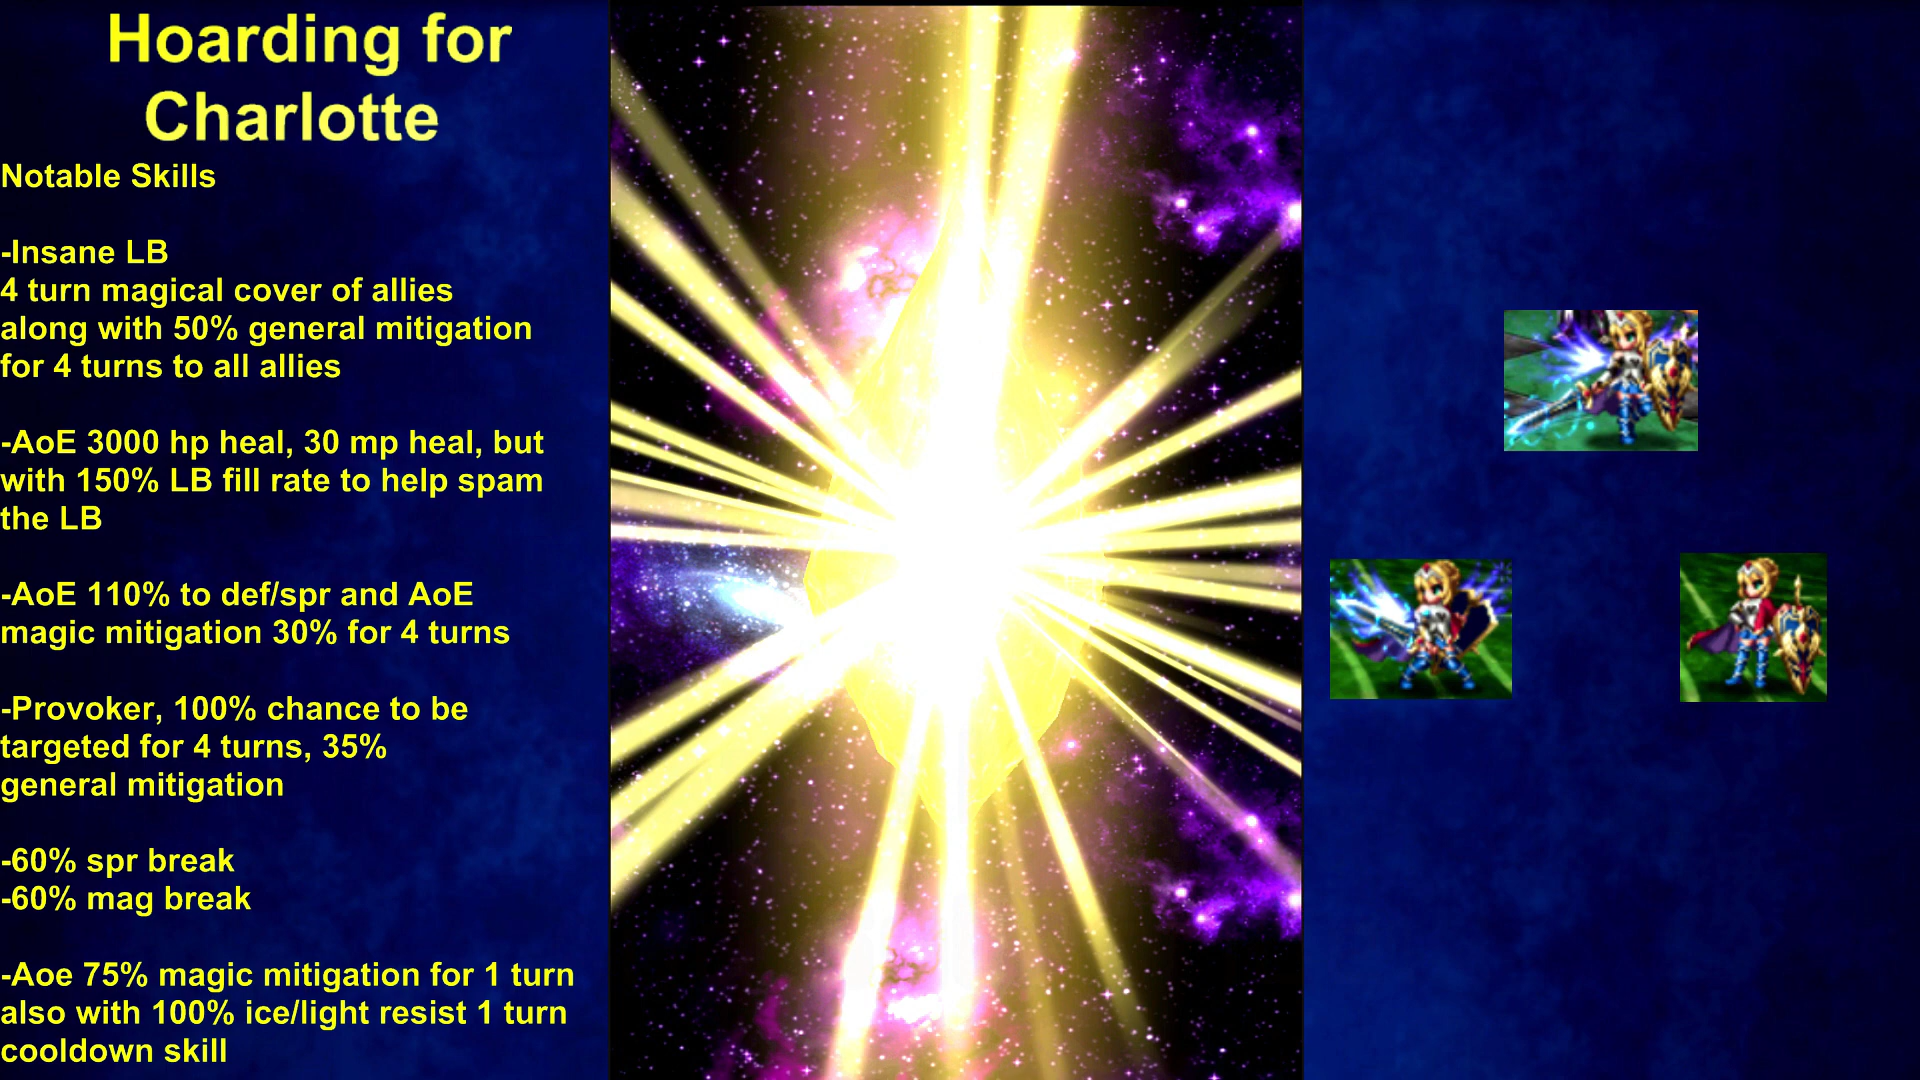 Hoarding for
Charlotte
Notable Skills
-Insane LB
4 turn magical cover of allies
along with 50% general mitigation
for 4 turns to all allies
-AoE 3000 hp heal, 30 mp heal, but
with 150% LB fill rate to help spam
the LB
-AoE 110% to def/spr and AoE
magic mitigation 30% for 4 turns
-Provoker, 100% chance to be
targeted for 4 turns, 35%
general mitigation
-60% spr break
-60% mag break
-Aoe 75% magic mitigation for 1 turn
also with 100% ice/light resist 1 turn
cooldown skill